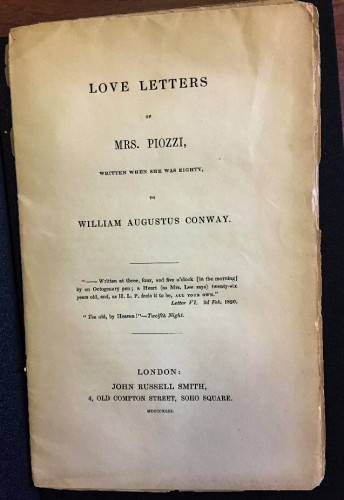 LOVE LETTERS
OF
MRS. PIOZZI,
WRITTEN WHEN SHE WAS EIGHTY,
TO
WILLIAM AUGUSTUS CONWAY.
"—— Written at three, four, and five o'clock [in the morning]
by an Octogenary pen; a Heart (as Mrs. Lee says) twenty-six
years old, and, as H. L. P. feels it to be, ALL YOUR OWN."
Letter VI. 3d Feb. 1820.
"Too old, by Heaven!"—Twelfth Night.
LONDON:
JOHN RUSSELL SMITH,
4, OLD COMPTON STREET, SOHO SQUARE.
MDCCCXLIII.